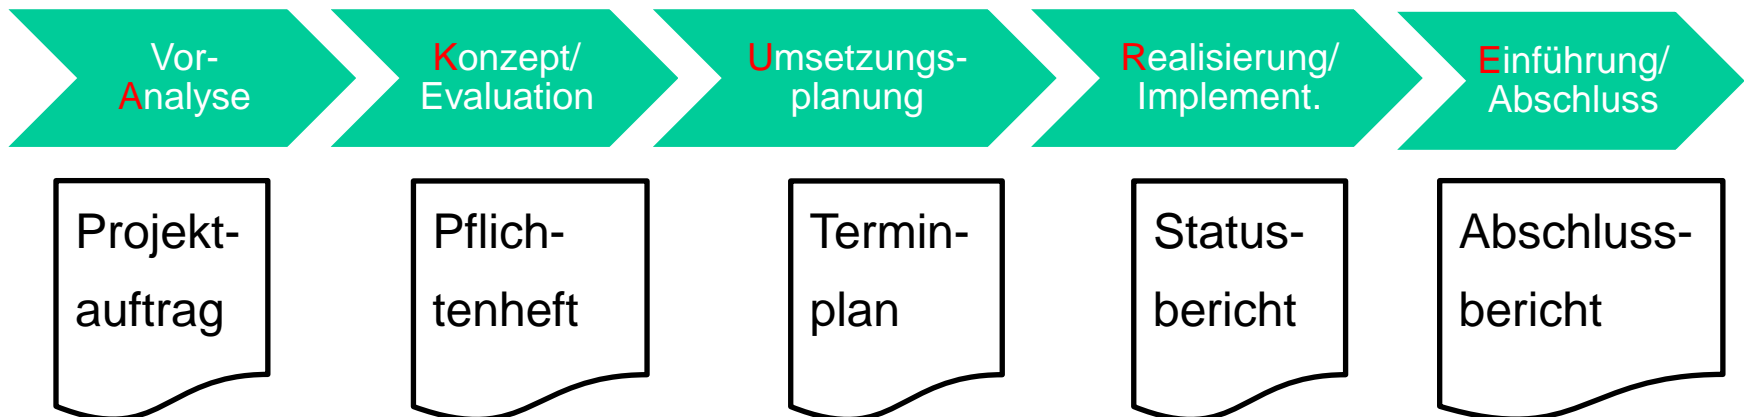 Vor-
Analyse
Konzept/
Evaluation
Umsetzungs-
planung
Realisierung/
Implement.
Einführung/
Abschluss
Projekt-
auftrag
Pflich-
tenheft
Termin-
plan
Status-
bericht
Abschluss-
bericht